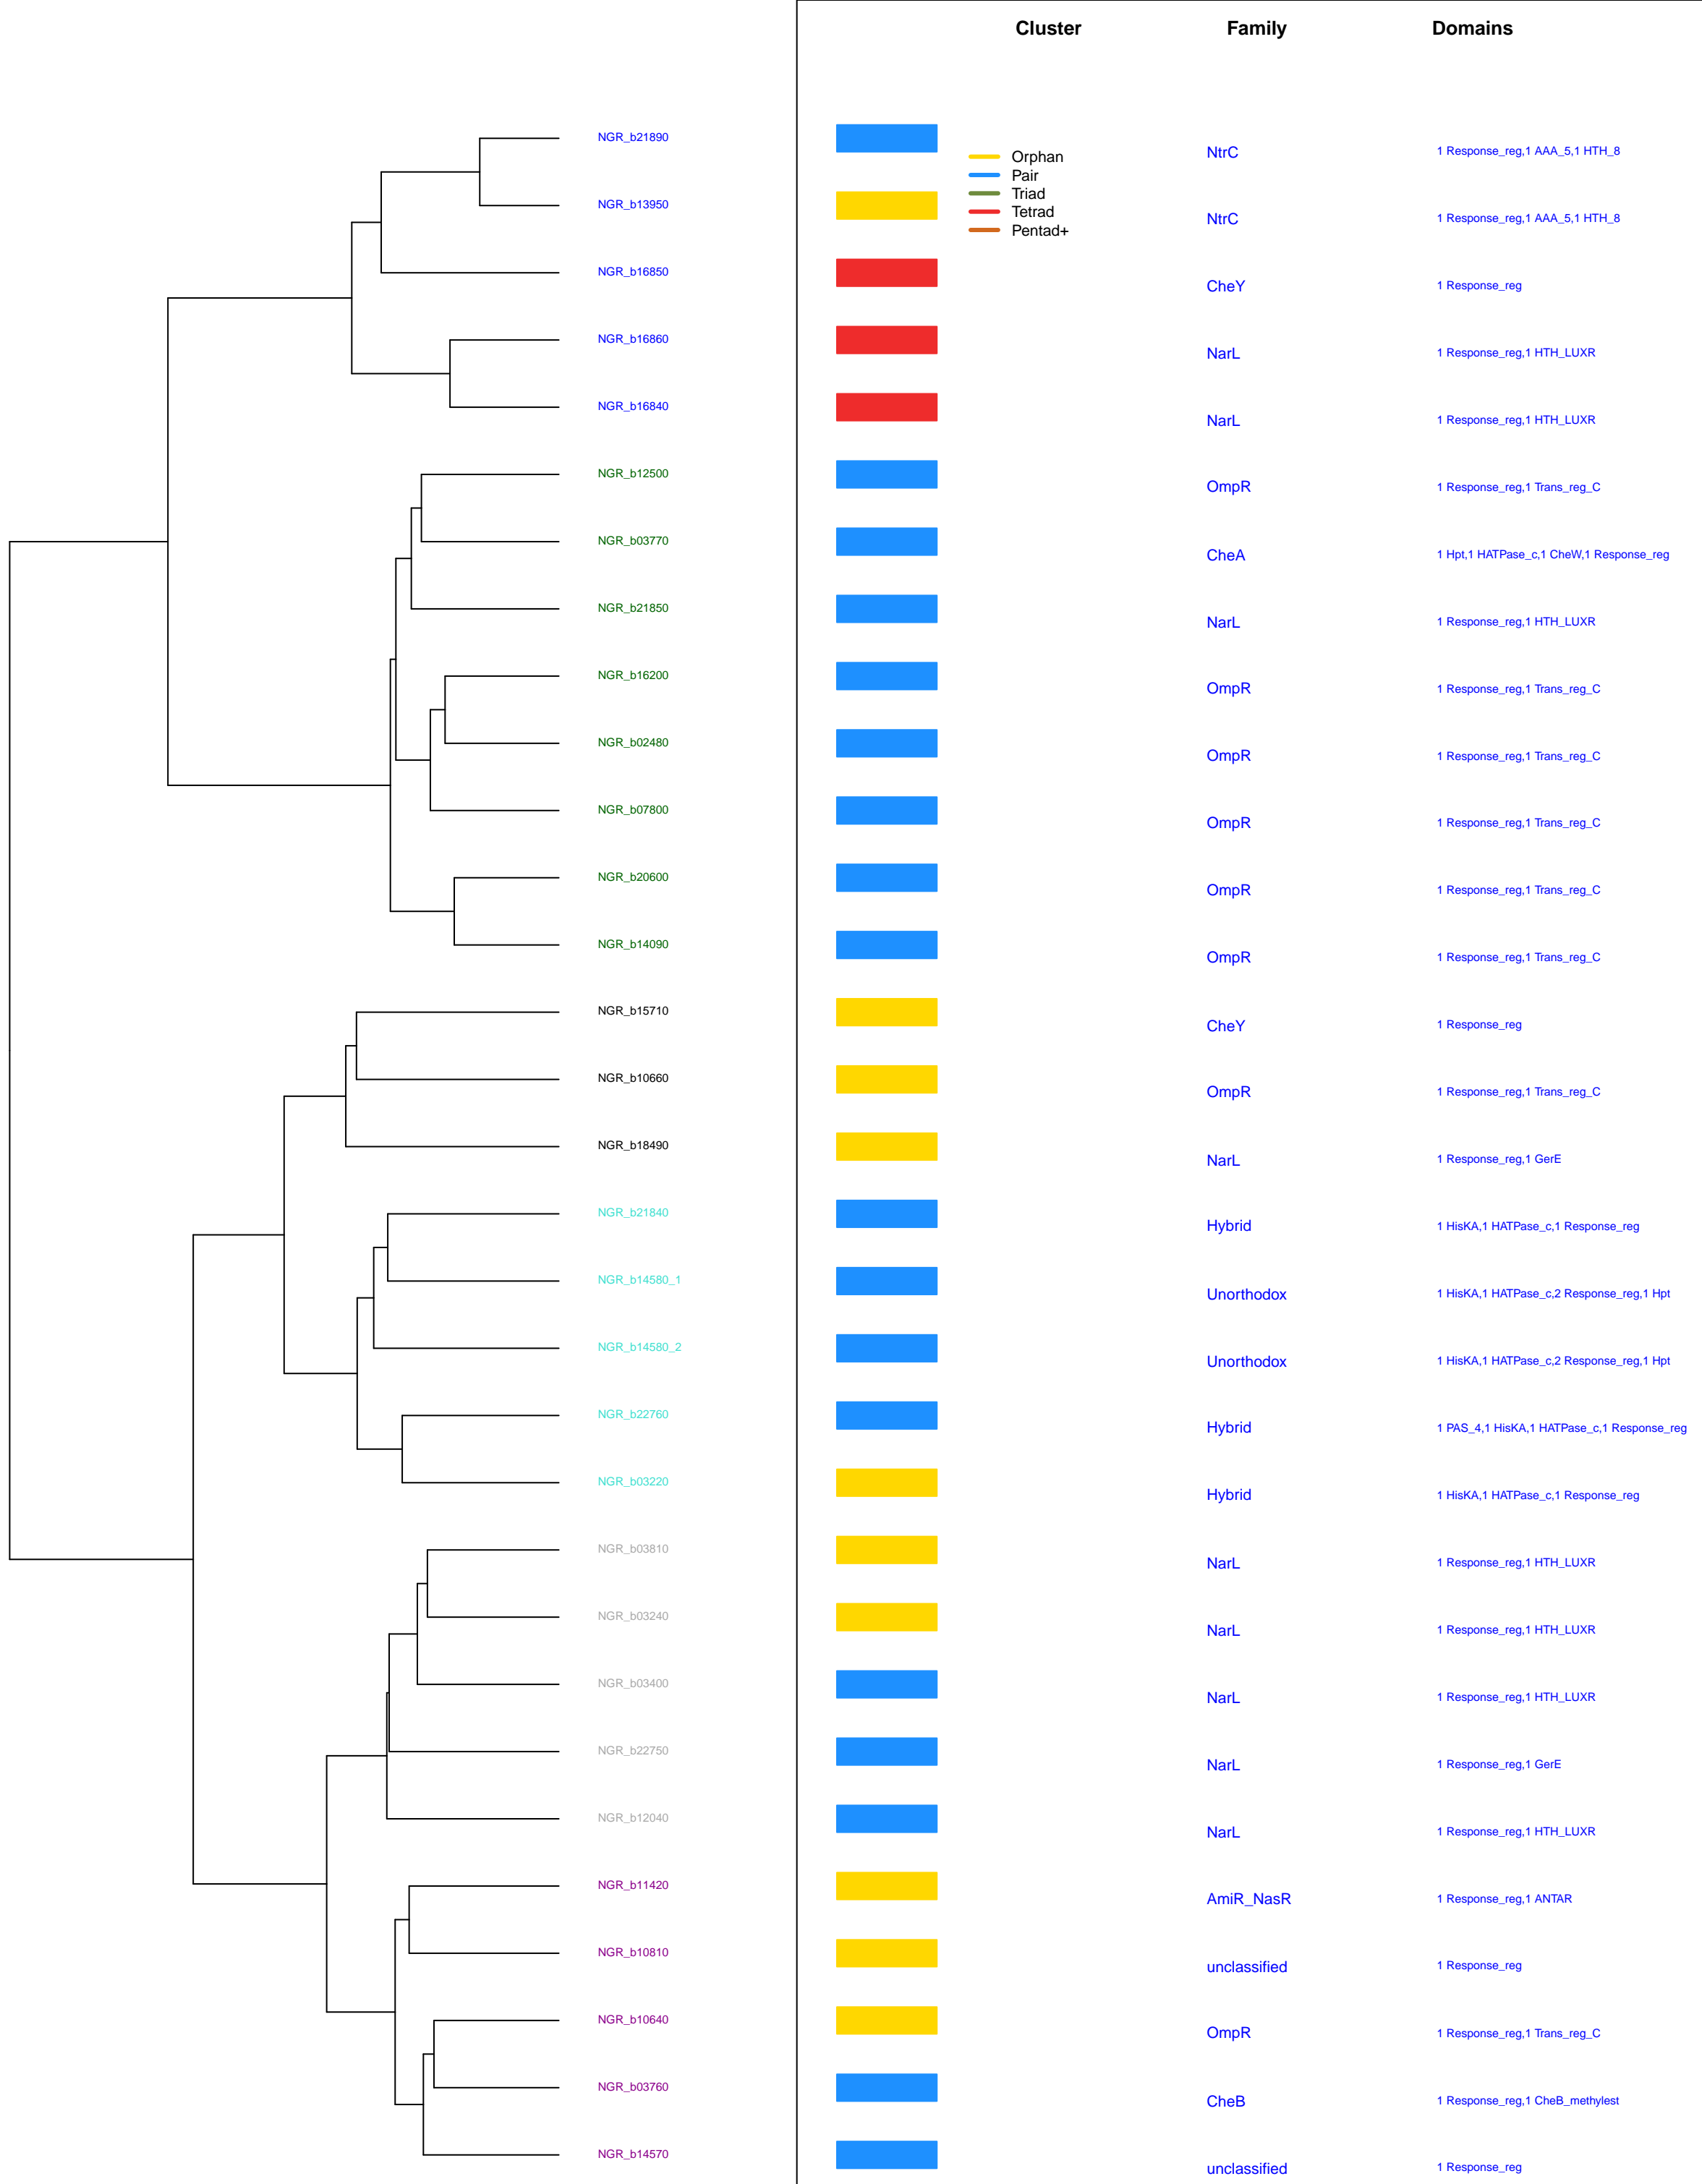 Cluster Family Domains
NGR_b21890 NtrC 1 Response_reg,1 AAA_5,1 HTH_8
Orphan
Pair
Triad
Tetrad
Pentad+
NGR_b13950 NtrC 1 Response_reg,1 AAA_5,1 HTH_8
NGR_b16850 CheY 1 Response_reg
NGR_b16860 NarL 1 Response_reg,1 HTH_LUXR
NGR_b16840 NarL 1 Response_reg,1 HTH_LUXR
NGR_b12500 OmpR 1 Response_reg,1 Trans_reg_C
NGR_b03770 CheA 1 Hpt,1 HATPase_c,1 CheW,1 Response_reg
NGR_b21850 NarL 1 Response_reg,1 HTH_LUXR
NGR_b16200 OmpR 1 Response_reg,1 Trans_reg_C
NGR_b02480 OmpR 1 Response_reg,1 Trans_reg_C
NGR_b07800 OmpR 1 Response_reg,1 Trans_reg_C
NGR_b20600 OmpR 1 Response_reg,1 Trans_reg_C
NGR_b14090 OmpR 1 Response_reg,1 Trans_reg_C
NGR_b15710 CheY 1 Response_reg
NGR_b10660 OmpR 1 Response_reg,1 Trans_reg_C
NGR_b18490 NarL 1 Response_reg,1 GerE
NGR_b21840 Hybrid 1 HisKA,1 HATPase_c,1 Response_reg
NGR_b14580_1 Unorthodox 1 HisKA,1 HATPase_c,2 Response_reg,1 Hpt
NGR_b14580_2 Unorthodox 1 HisKA,1 HATPase_c,2 Response_reg,1 Hpt
NGR_b22760 Hybrid 1 PAS_4,1 HisKA,1 HATPase_c,1 Response_reg
NGR_b03220 Hybrid 1 HisKA,1 HATPase_c,1 Response_reg
NGR_b03810 NarL 1 Response_reg,1 HTH_LUXR
NGR_b03240 NarL 1 Response_reg,1 HTH_LUXR
NGR_b03400 NarL 1 Response_reg,1 HTH_LUXR
NGR_b22750 NarL 1 Response_reg,1 GerE
NGR_b12040 NarL 1 Response_reg,1 HTH_LUXR
NGR_b11420 AmiR_NasR 1 Response_reg,1 ANTAR
NGR_b10810 unclassified 1 Response_reg
NGR_b10640 OmpR 1 Response_reg,1 Trans_reg_C
NGR_b03760 CheB 1 Response_reg,1 CheB_methylest
NGR_b14570 unclassified 1 Response_reg